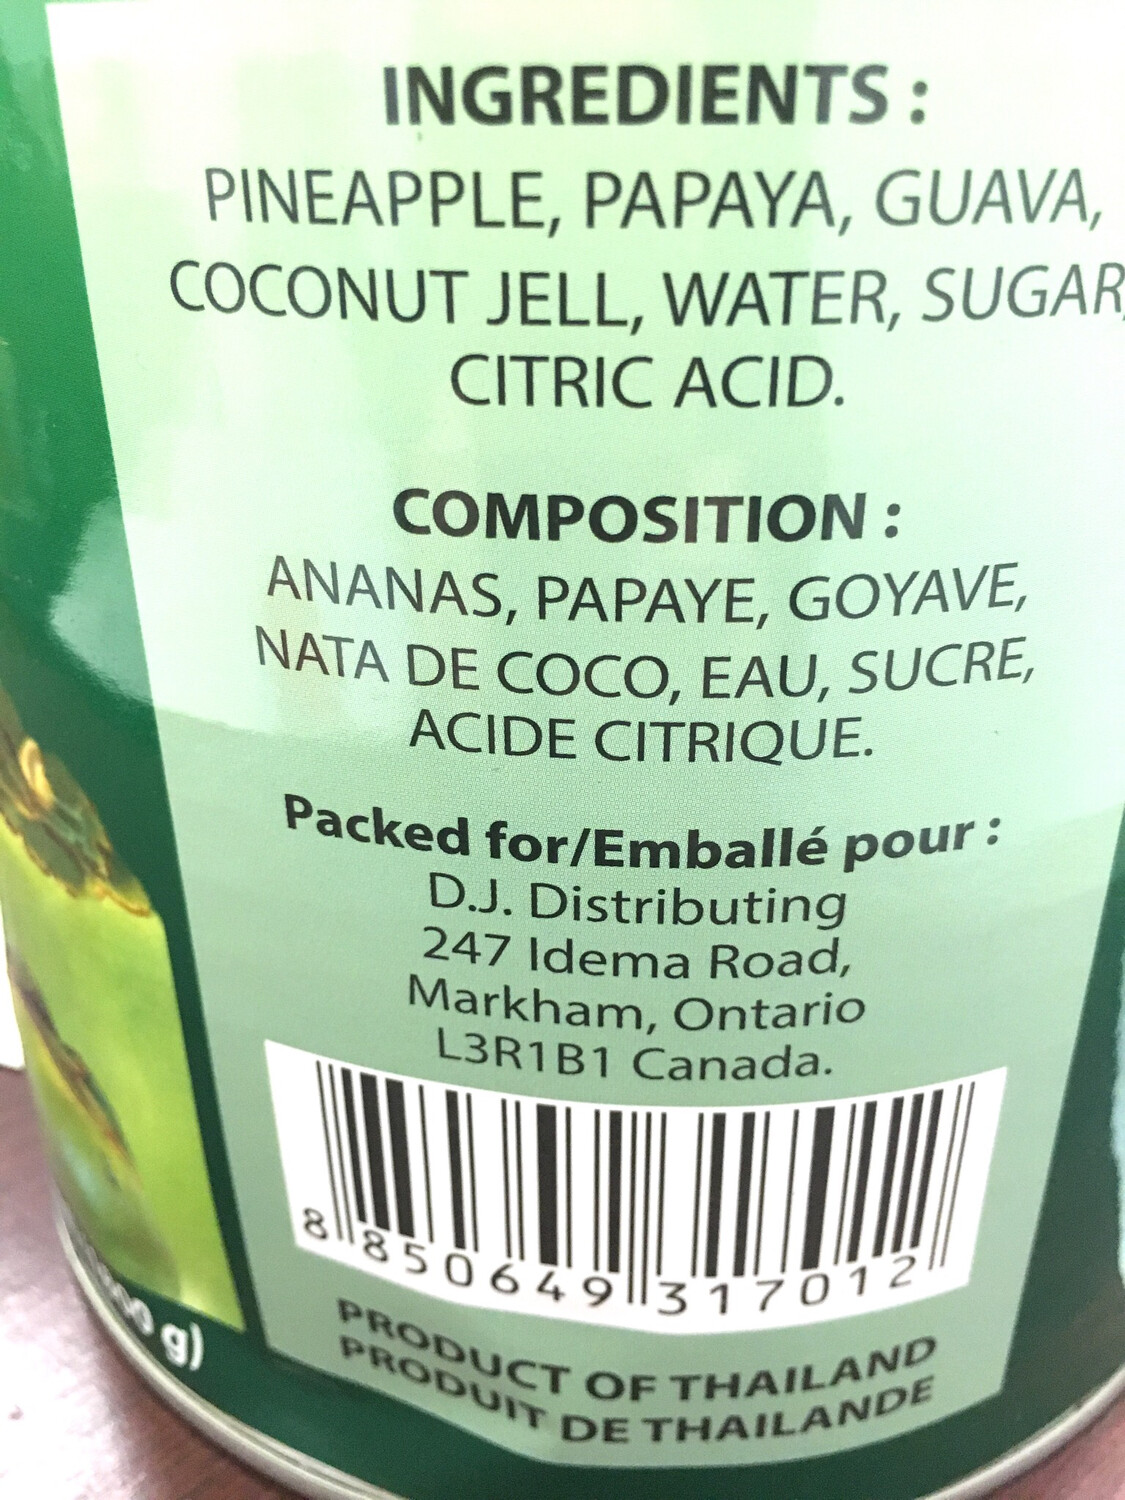 INGREDIENTS :
PINEAPPLE, PAPAYA, GUAVA,
COCONUT JELL, WATER, SUGAR,
CITRIC ACID.
COMPOSITION :
ANANAS, PAPAYE, GOYAVE,
NATA DE COCO, EAU, SUCRE,
ACIDE CITRIQUE.
Packed for/Emballé pour :
D.J. Distributing
247 Idema Road,
Markham, Ontario
L3R1B1 Canada.
8 850649 317012
g)
PRODUCT OF THAILAND
PRODUIT DE THAILANDE